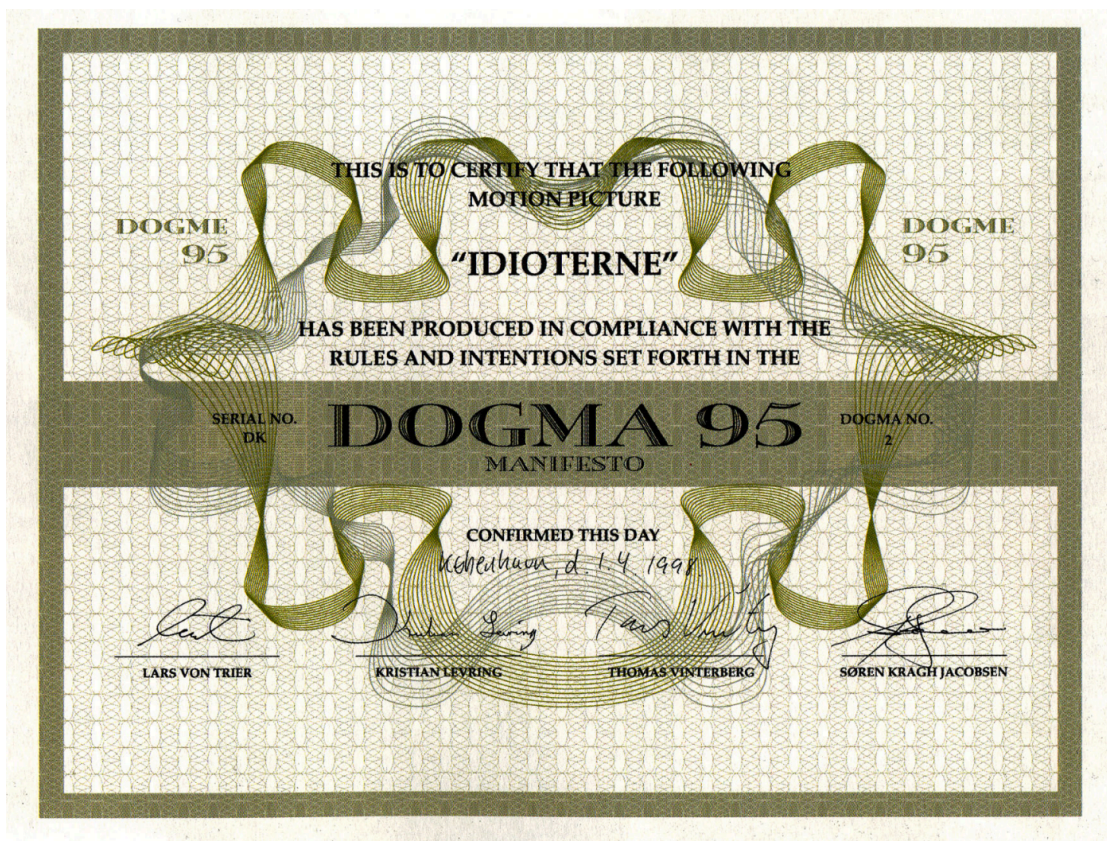 THIS IS TO CERTIFY THAT THE FOLLOWING
MOTION PICTURE
DOGME
95
DOGME
95
“IDIOTERNE”
HAS BEEN PRODUCED IN COMPLIANCE WITH THE
RULES AND INTENTIONS SET FORTH IN THE
SERIAL NO.
DK
DOGMA 95
MANIFESTO
DOGMA NO.
2
CONFIRMED THIS DAY
København, d. 1.4. 1998.
Kristian Levring
LARS VON TRIER
KRISTIAN LEVRING
THOMAS VINTERBERG
SØREN KRAGH JACOBSEN